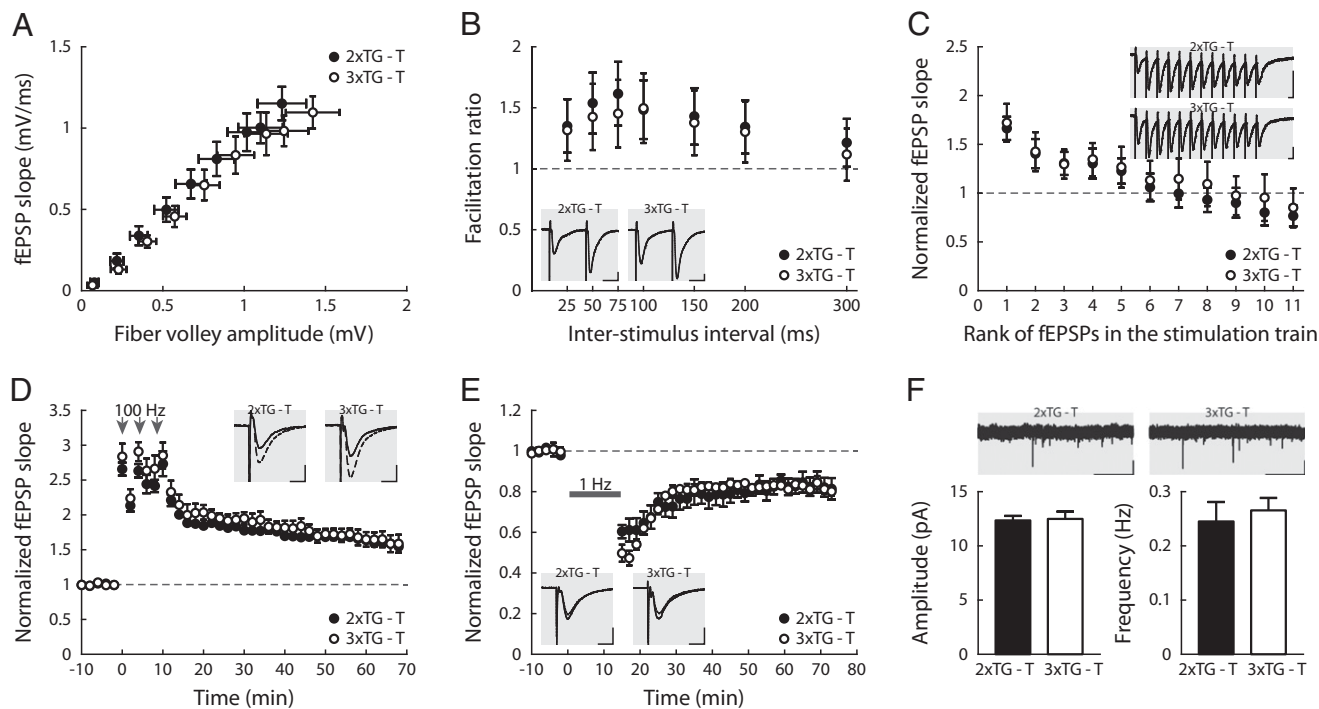 A
fEPSP slope (mV/ms)
1.5
1
0.5
0
0
0.5
1
1.5
2
Fiber volley amplitude (mV)
2xTG - T
3xTG - T
B
Facilitation ratio
2
1.5
1
0.5
0
25
50
75
100
150
200
300
Inter-stimulus interval (ms)
2xTG - T
3xTG - T
2xTG - T
3xTG - T
C
Normalized fEPSP slope
2.5
2
1.5
1
0.5
0
0
1
2
3
4
5
6
7
8
9
10
11
Rank of fEPSPs in the stimulation train
2xTG - T
3xTG - T
2xTG - T
3xTG - T
D
Normalized fEPSP slope
3.5
3
2.5
2
1.5
1
0.5
0
-10
0
10
20
30
40
50
60
70
Time (min)
100 Hz
2xTG - T
3xTG - T
2xTG - T
3xTG - T
E
Normalized fEPSP slope
1.2
1
0.8
0.6
0.4
0.2
0
-10
0
10
20
30
40
50
60
70
80
Time (min)
1 Hz
2xTG - T
3xTG - T
2xTG - T
3xTG - T
F
2xTG - T
3xTG - T
Amplitude (pA)
15
10
5
0
2xTG - T
3xTG - T
Frequency (Hz)
0.3
0.2
0.1
0
2xTG - T
3xTG - T